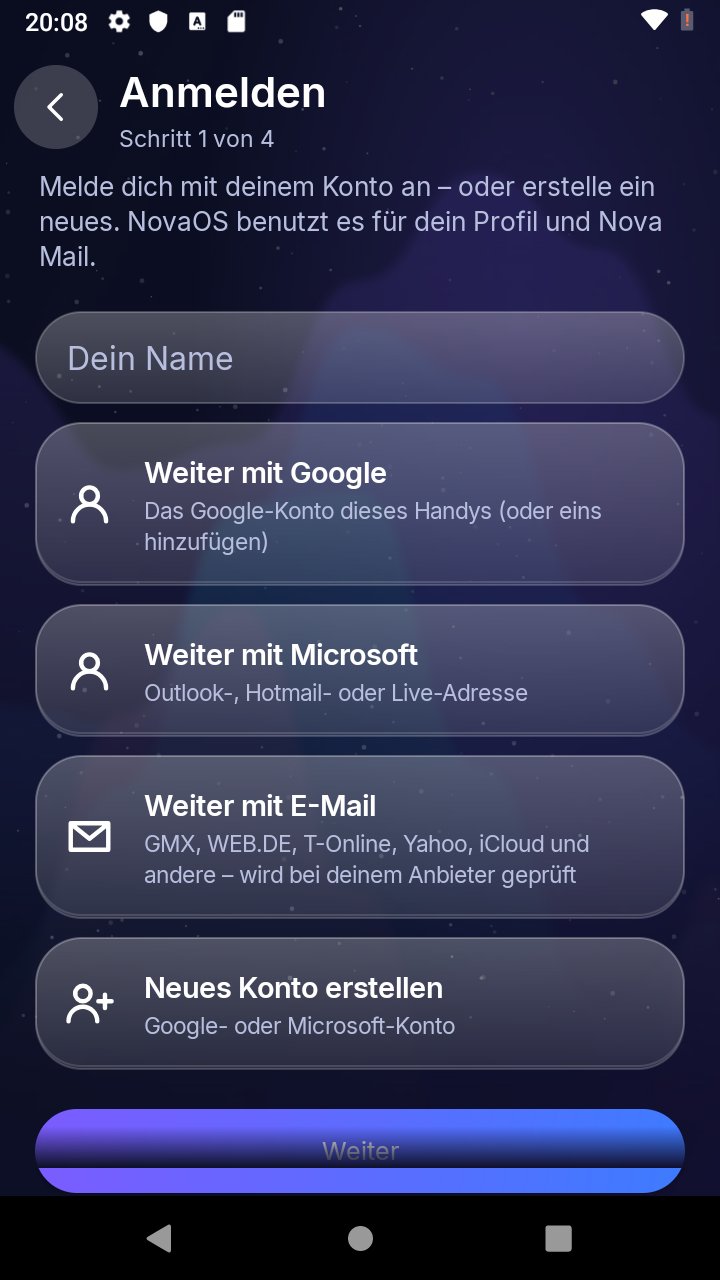 20:08
Anmelden
Schritt 1 von 4
Melde dich mit deinem Konto an – oder erstelle ein
neues. NovaOS benutzt es für dein Profil und Nova
Mail.
Dein Name
Weiter mit Google
Das Google-Konto dieses Handys (oder eins
hinzufügen)
Weiter mit Microsoft
Outlook-, Hotmail- oder Live-Adresse
Weiter mit E-Mail
GMX, WEB.DE, T-Online, Yahoo, iCloud und
andere – wird bei deinem Anbieter geprüft
Neues Konto erstellen
Google- oder Microsoft-Konto
Weiter